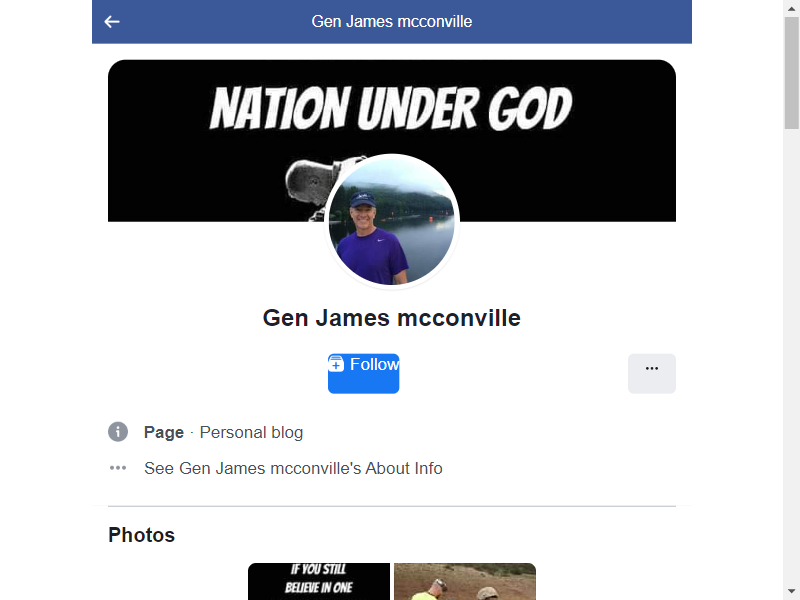 Gen James mcconville
NATION UNDER GOD
Gen James mcconville
Follow
Page · Personal blog
See Gen James mcconville's About Info
Photos
IF YOU STILL
BELIEVE IN ONE